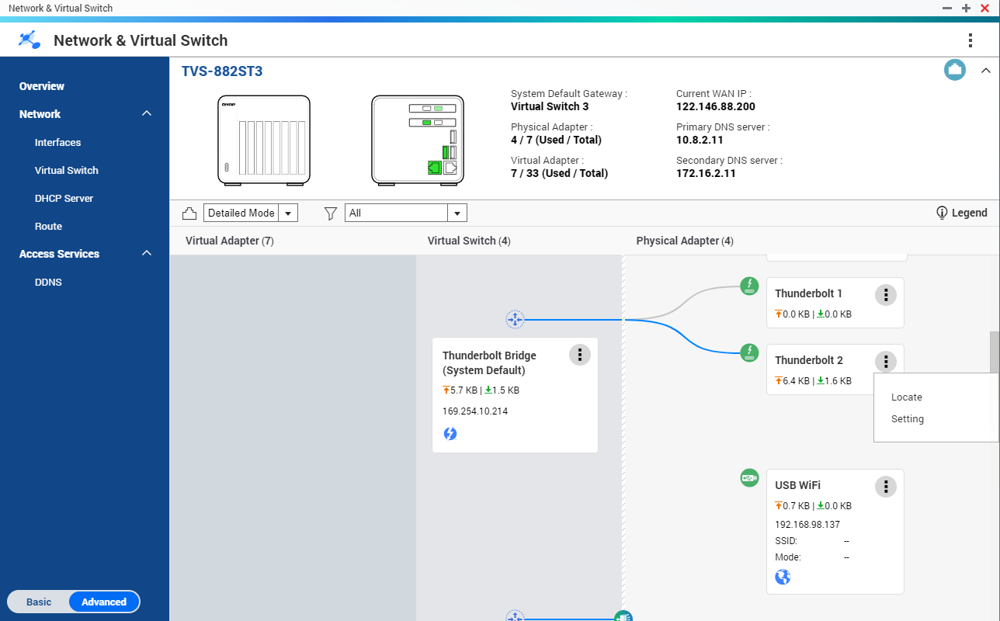 Network & Virtual Switch
Network & Virtual Switch
Overview
Network
Interfaces
Virtual Switch
DHCP Server
Route
Access Services
DDNS
Basic
Advanced
TVS-882ST3
QNAP
System Default Gateway :
Virtual Switch 3
Physical Adapter :
4 / 7 (Used / Total)
Virtual Adapter :
7 / 33 (Used / Total)
Current WAN IP :
122.146.88.200
Primary DNS server :
10.8.2.11
Secondary DNS server :
172.16.2.11
Detailed Mode
All
Legend
Virtual Adapter (7)
Virtual Switch (4)
Physical Adapter (4)
Thunderbolt Bridge
(System Default)
5.7 KB | 1.5 KB
169.254.10.214
Thunderbolt 1
0.0 KB | 0.0 KB
Thunderbolt 2
6.4 KB | 1.6 KB
Locate
Setting
USB WiFi
0.7 KB | 0.0 KB
192.168.98.137
SSID: --
Mode: --